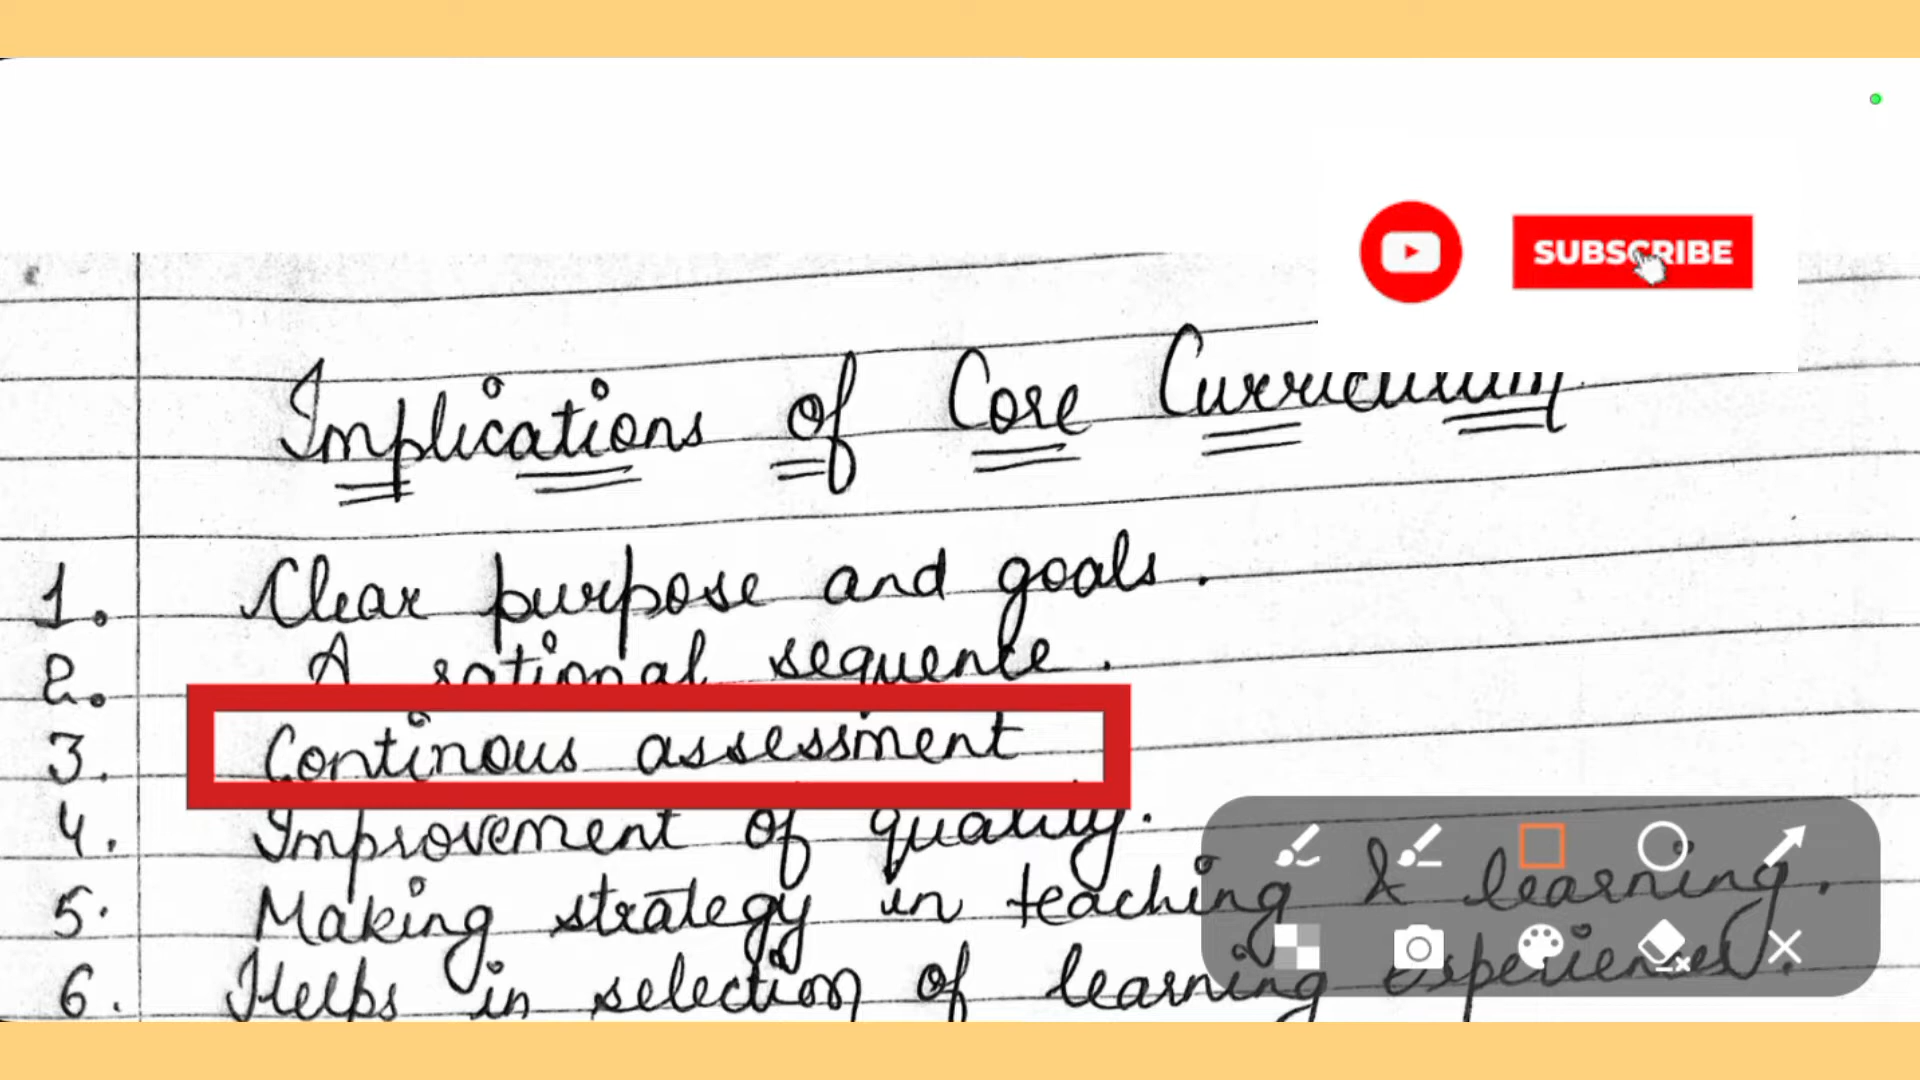 SUBSCRIBE
Implications of Core Curriculum
1. Clear purpose and goals.
2. A rational sequence.
3. Continous assessment
4. Improvement of quality.
5. Making strategy in teaching & learning.
6. Helps in selection of learning experiences.